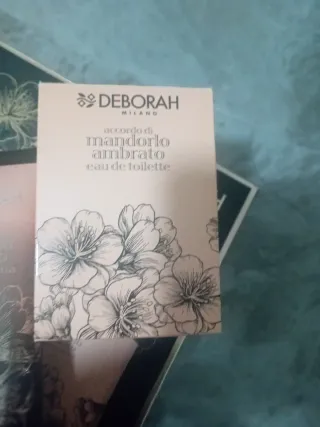 DEBORAH
MILANO
accordo di
mandorlo
ambrato
eau de toilette